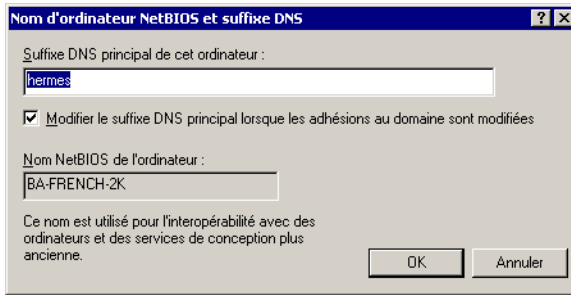 Nom d'ordinateur NetBIOS et suffixe DNS
Suffixe DNS principal de cet ordinateur :
hermes
Modifier le suffixe DNS principal lorsque les adhésions au domaine sont modifiées
Nom NetBIOS de l'ordinateur :
BA-FRENCH-2K
Ce nom est utilisé pour l'interopérabilité avec des
ordinateurs et des services de conception plus
ancienne.
OK
Annuler